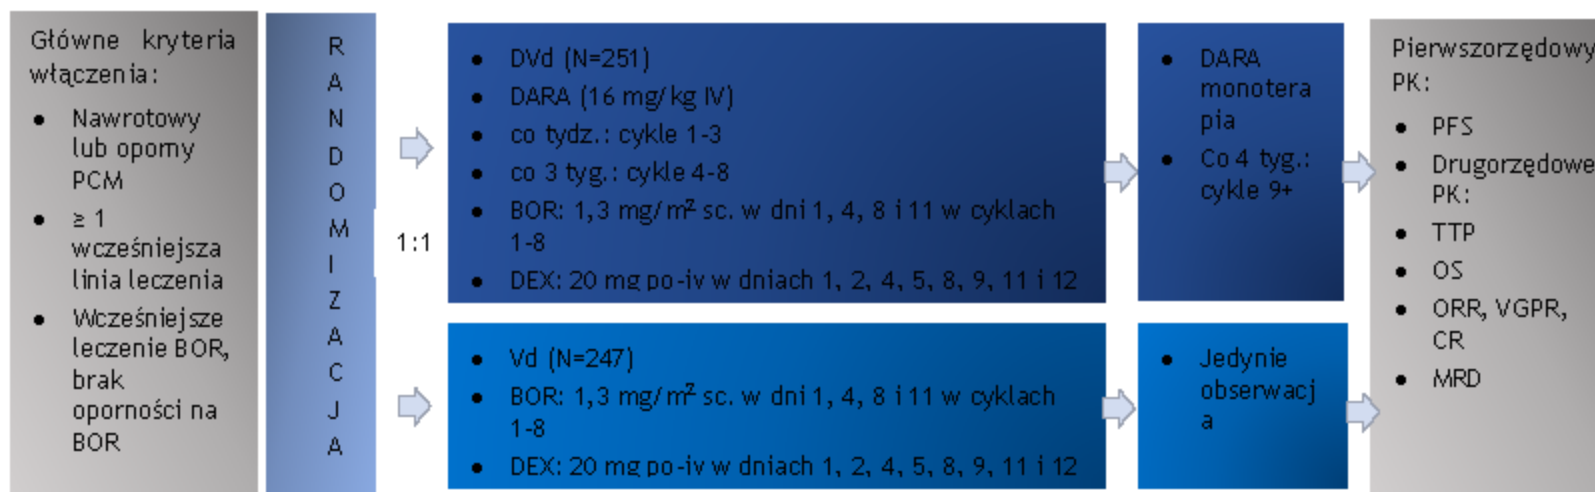 Główne kryteria
włączenia:
● Nawrotowy
lub oporny
PCM
● ≥ 1
wcześniejsza
linia leczenia
● Wcześniejsze
leczenie BOR,
brak
oporności na
BOR
R
A
N
D
O
M
I
Z
A
C
J
A
1:1
● DVd (N=251)
● DARA (16 mg/kg IV)
● co tydz.: cykle 1-3
● co 3 tyg.: cykle 4-8
● BOR: 1,3 mg/m² sc. w dni 1, 4, 8 i 11 w cyklach
1-8
● DEX: 20 mg po-iv w dniach 1, 2, 4, 5, 8, 9, 11 i 12
● DARA
monotera
pia
● Co 4 tyg.:
cykle 9+
● Vd (N=247)
● BOR: 1,3 mg/m² sc. w dni 1, 4, 8 i 11 w cyklach
1-8
● DEX: 20 mg po-iv w dniach 1, 2, 4, 5, 8, 9, 11 i 12
● Jedynie
obserwacj
a
Pierwszorzędowy
PK:
● PFS
● Drugorzędowe
PK:
● TTP
● OS
● ORR, VGPR,
CR
● MRD